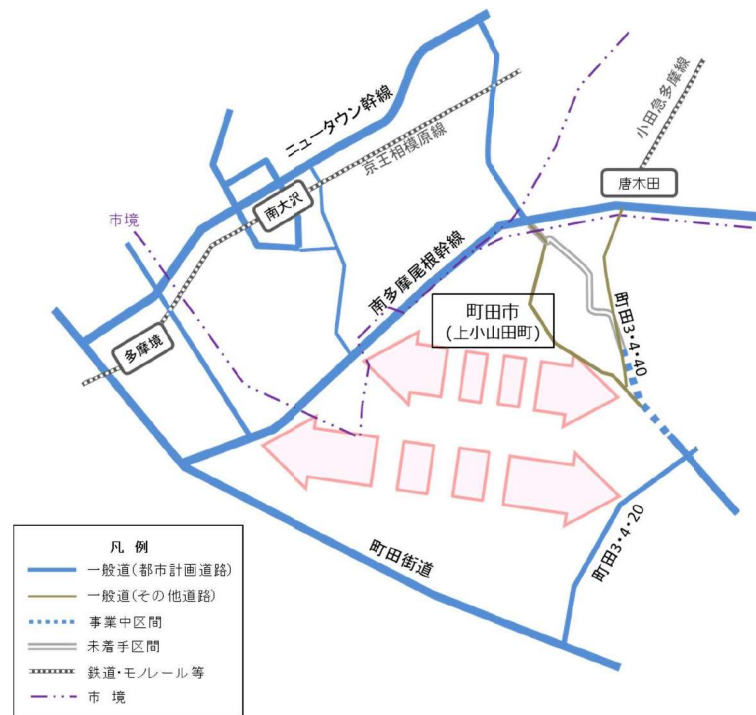 ニュータウン幹線
京王相模原線
小田急多摩線
唐木田
南大沢
市境
南多摩尾根幹線
町田市
(上小山田町)
町田3・4・40
多摩境
町田街道
町田3・4・20
凡例
一般道(都市計画道路)
一般道(その他道路)
事業中区間
未着手区間
鉄道・モノレール等
市境